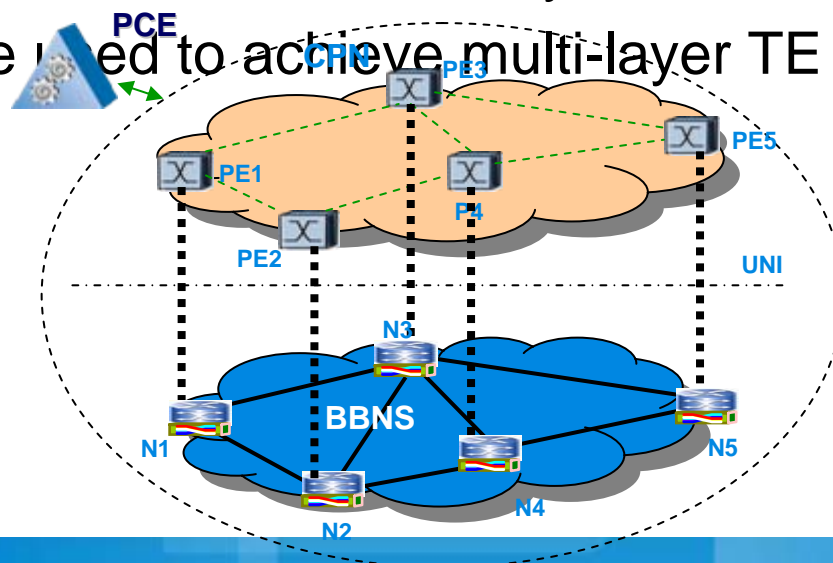 PCE
e used to achieve multi-layer TE
CPN
PE3
PE5
PE1
P4
PE2
UNI
N3
BBNS
N1
N5
N4
N2